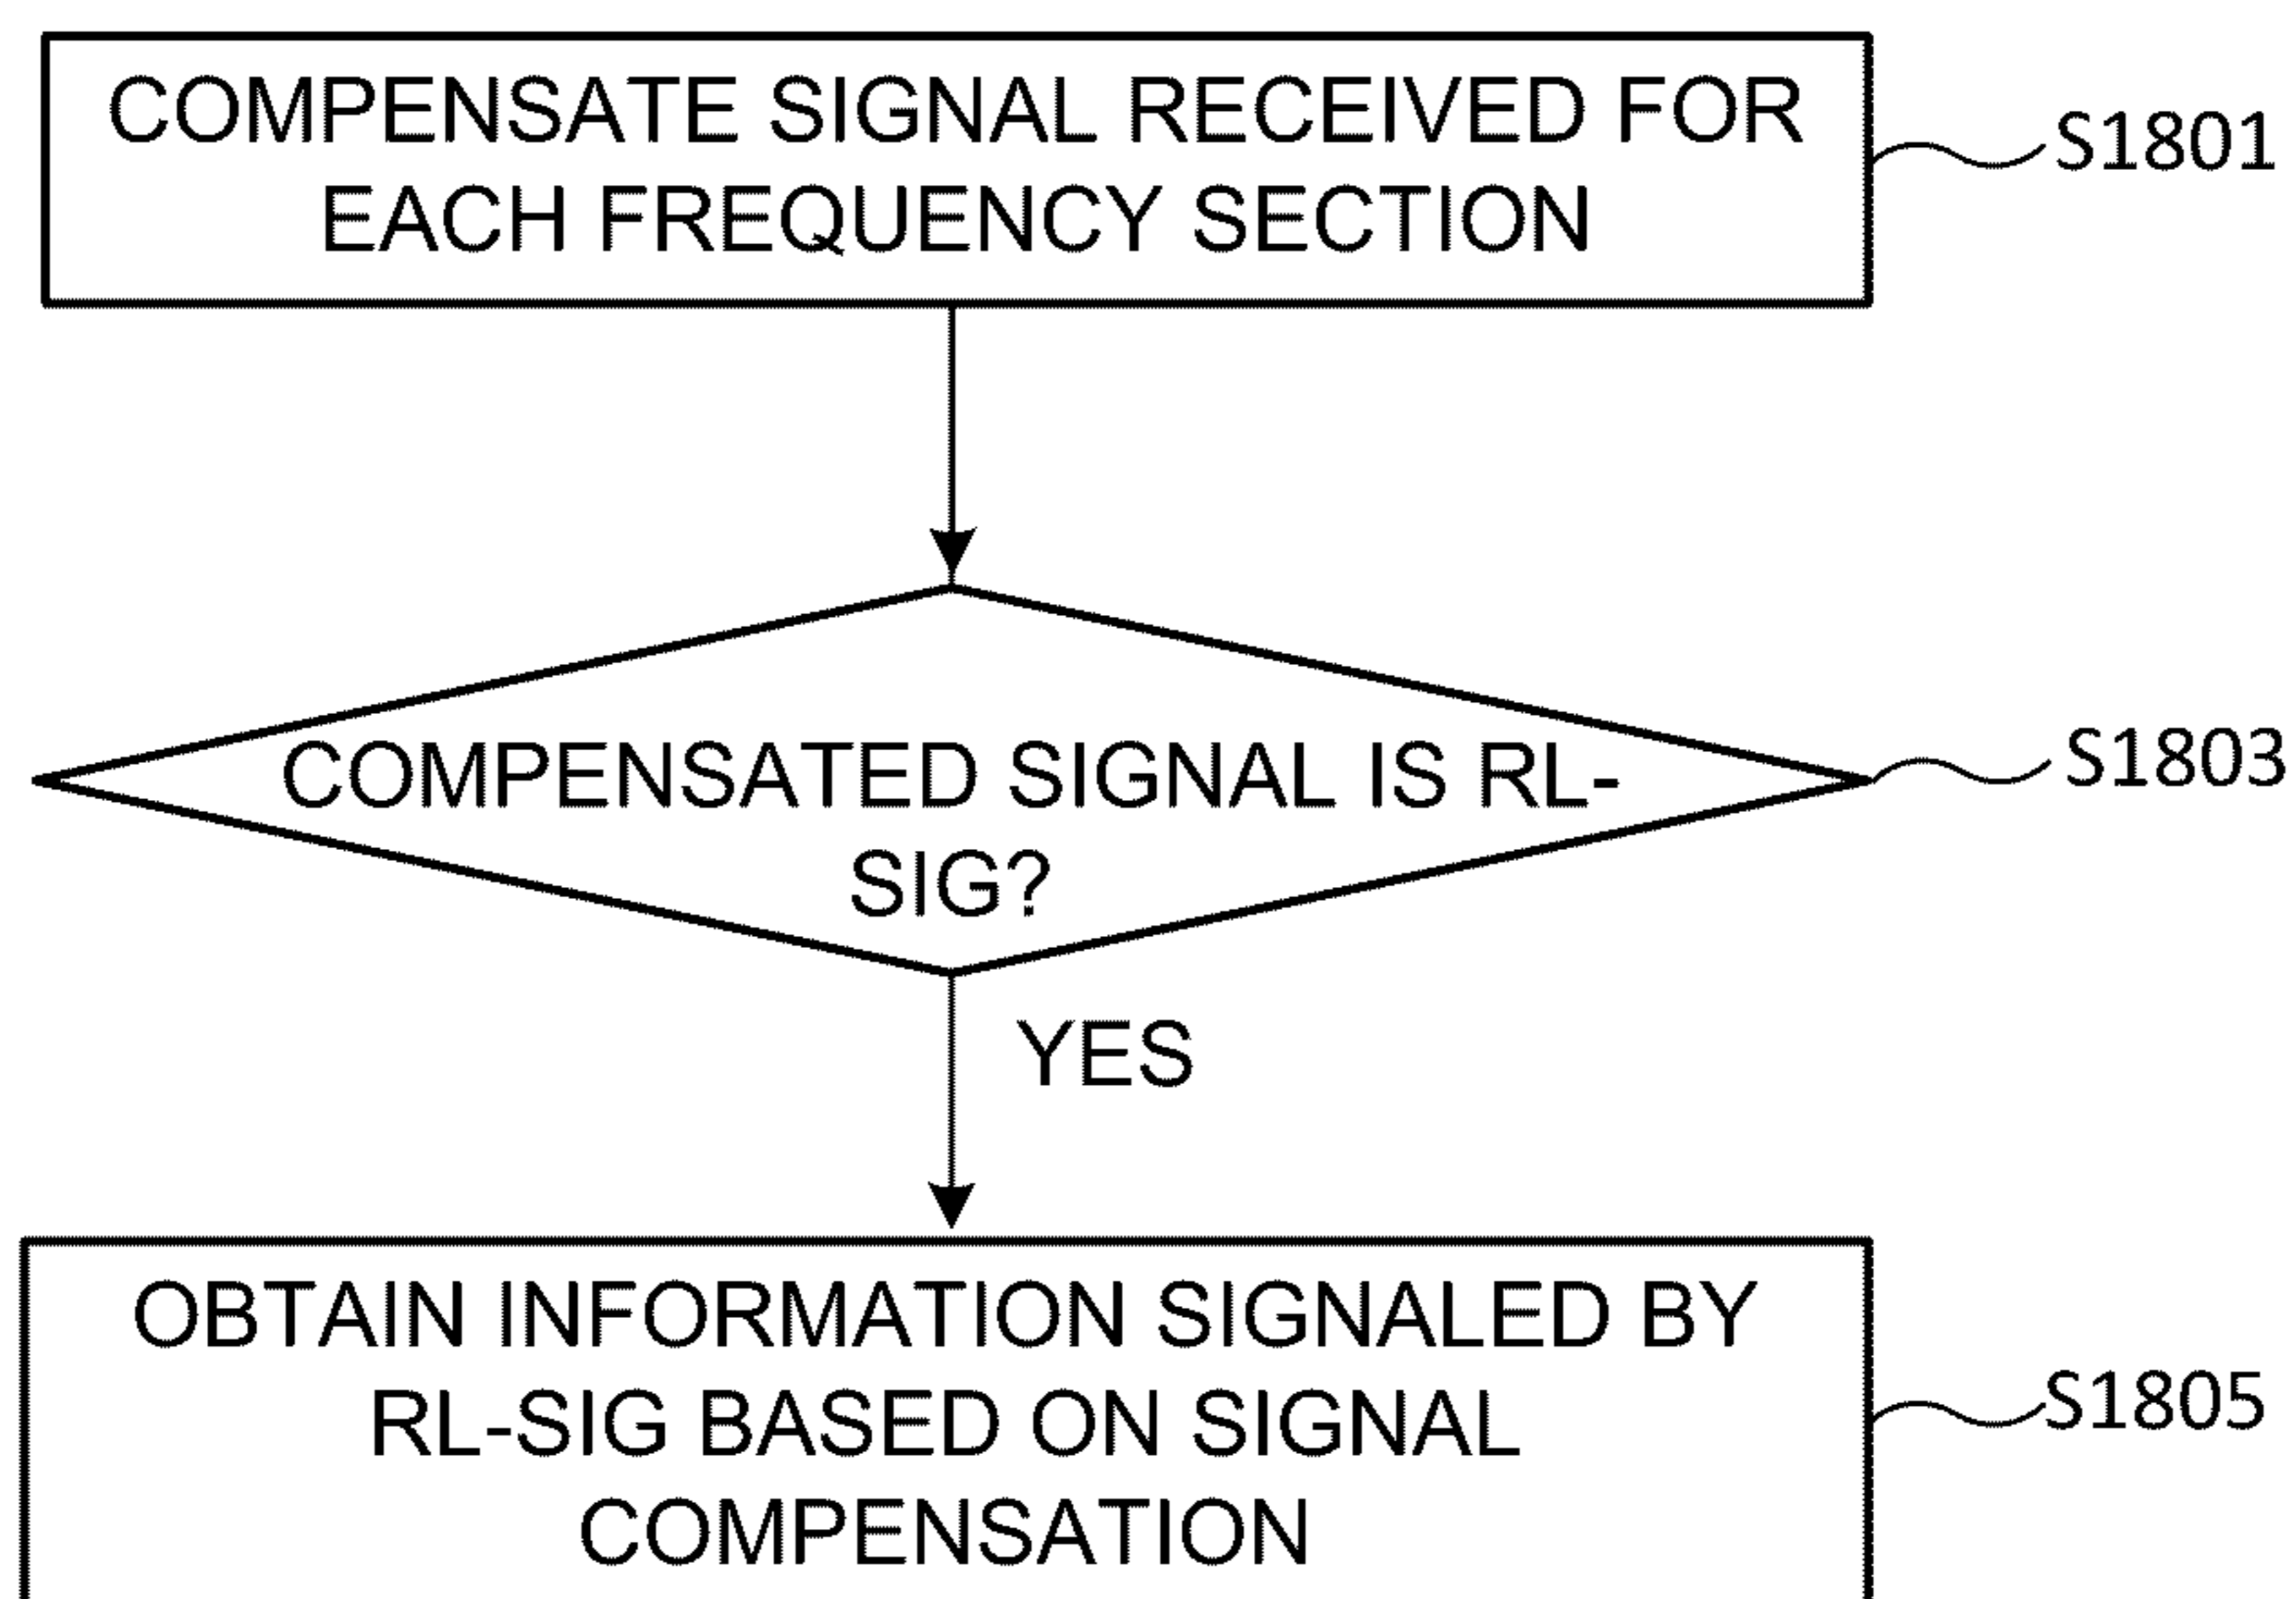 COMPENSATE SIGNAL RECEIVED FOR
EACH FREQUENCY SECTION
S1801
COMPENSATED SIGNAL IS RL-
SIG?
S1803
YES
OBTAIN INFORMATION SIGNALED BY
RL-SIG BASED ON SIGNAL
COMPENSATION
S1805